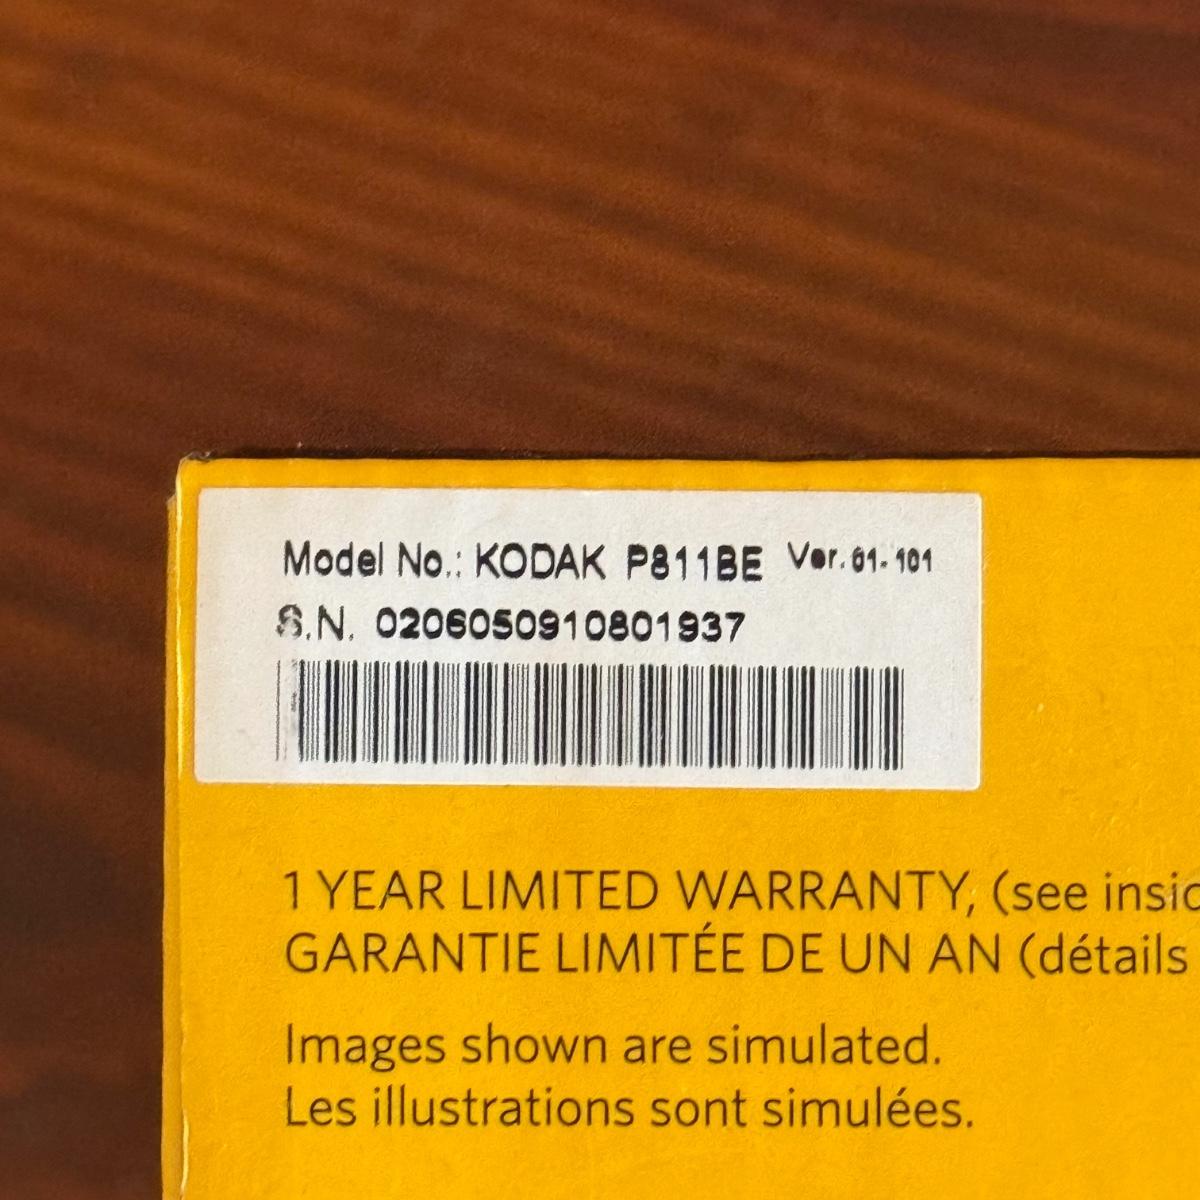 Model No.: KODAK P811BE Ver. 01-101
S.N. 0206050910801937
1 YEAR LIMITED WARRANTY, (see insid
GARANTIE LIMITÉE DE UN AN (détails
Images shown are simulated.
Les illustrations sont simulées.